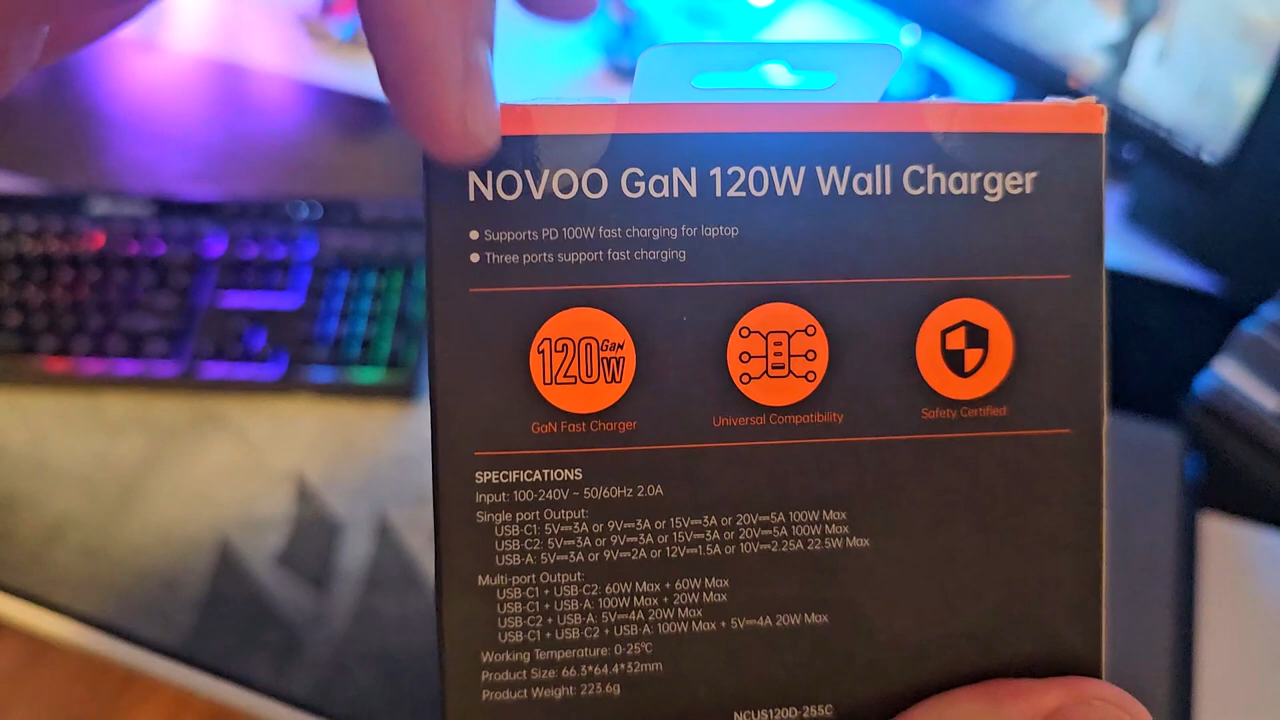 NOVOO GaN 120W Wall Charger
● Supports PD 100W fast charging for laptop
● Three ports support fast charging
120W GaN
GaN Fast Charger
Universal Compatibility
Safety Certified
SPECIFICATIONS
Input: 100-240V ~ 50/60Hz 2.0A
Single port Output:
USB-C1: 5V⎓3A or 9V⎓3A or 15V⎓3A or 20V⎓5A 100W Max
USB-C2: 5V⎓3A or 9V⎓3A or 15V⎓3A or 20V⎓5A 100W Max
USB-A: 5V⎓3A or 9V⎓2A or 12V⎓1.5A or 10V⎓2.25A 22.5W Max
Multi-port Output:
USB-C1 + USB-C2: 60W Max + 60W Max
USB-C1 + USB-A: 100W Max + 20W Max
USB-C2 + USB-A: 5V⎓4A 20W Max
USB-C1 + USB-C2 + USB-A: 100W Max + 5V⎓4A 20W Max
Working Temperature: 0-25℃
Product Size: 66.3*64.4*32mm
Product Weight: 223.6g
NCUS120D-255C